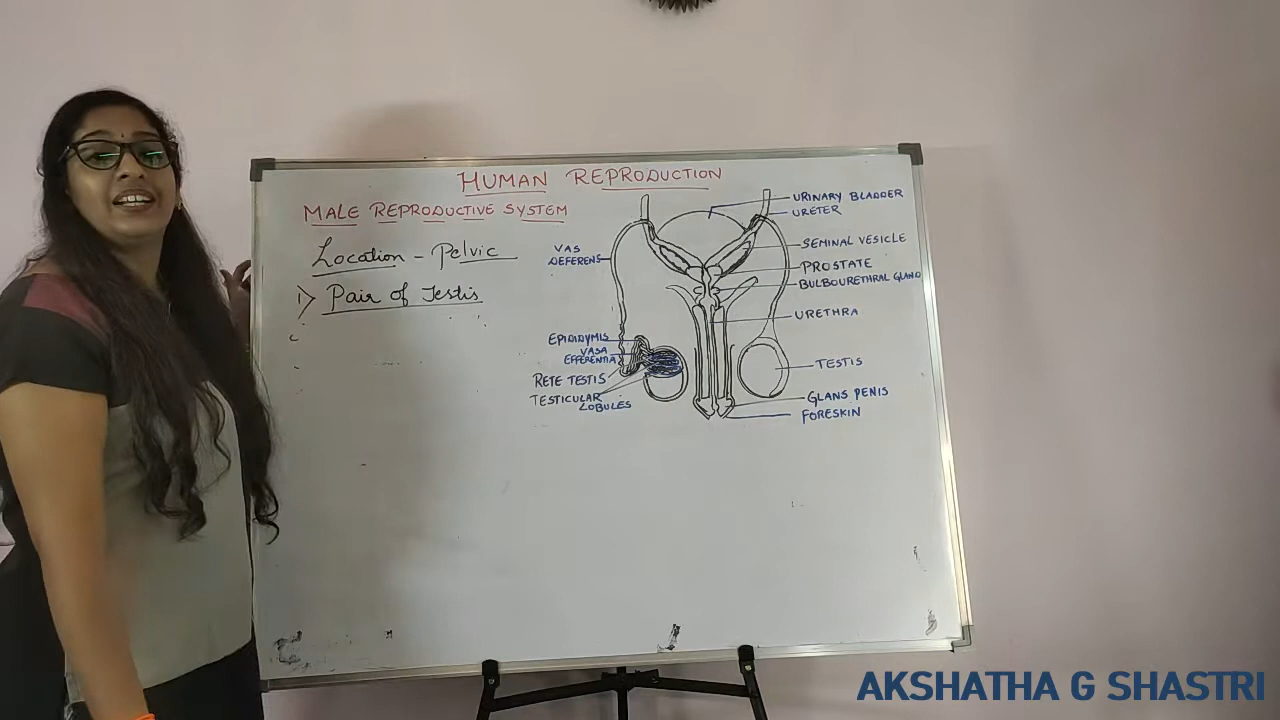 HUMAN REPRODUCTION
MALE REPRODUCTIVE SYSTEM
Location - Pelvic
1) Pair of Testis
VAS
DEFERENS
EPIDIDYMIS
VASA
EFFERENTIA
RETE TESTIS
TESTICULAR
LOBULES
URINARY BLADDER
URETER
SEMINAL VESICLE
PROSTATE
BULBOURETHRAL GLAND
URETHRA
TESTIS
GLANS PENIS
FORESKIN
AKSHATHA G SHASTRI